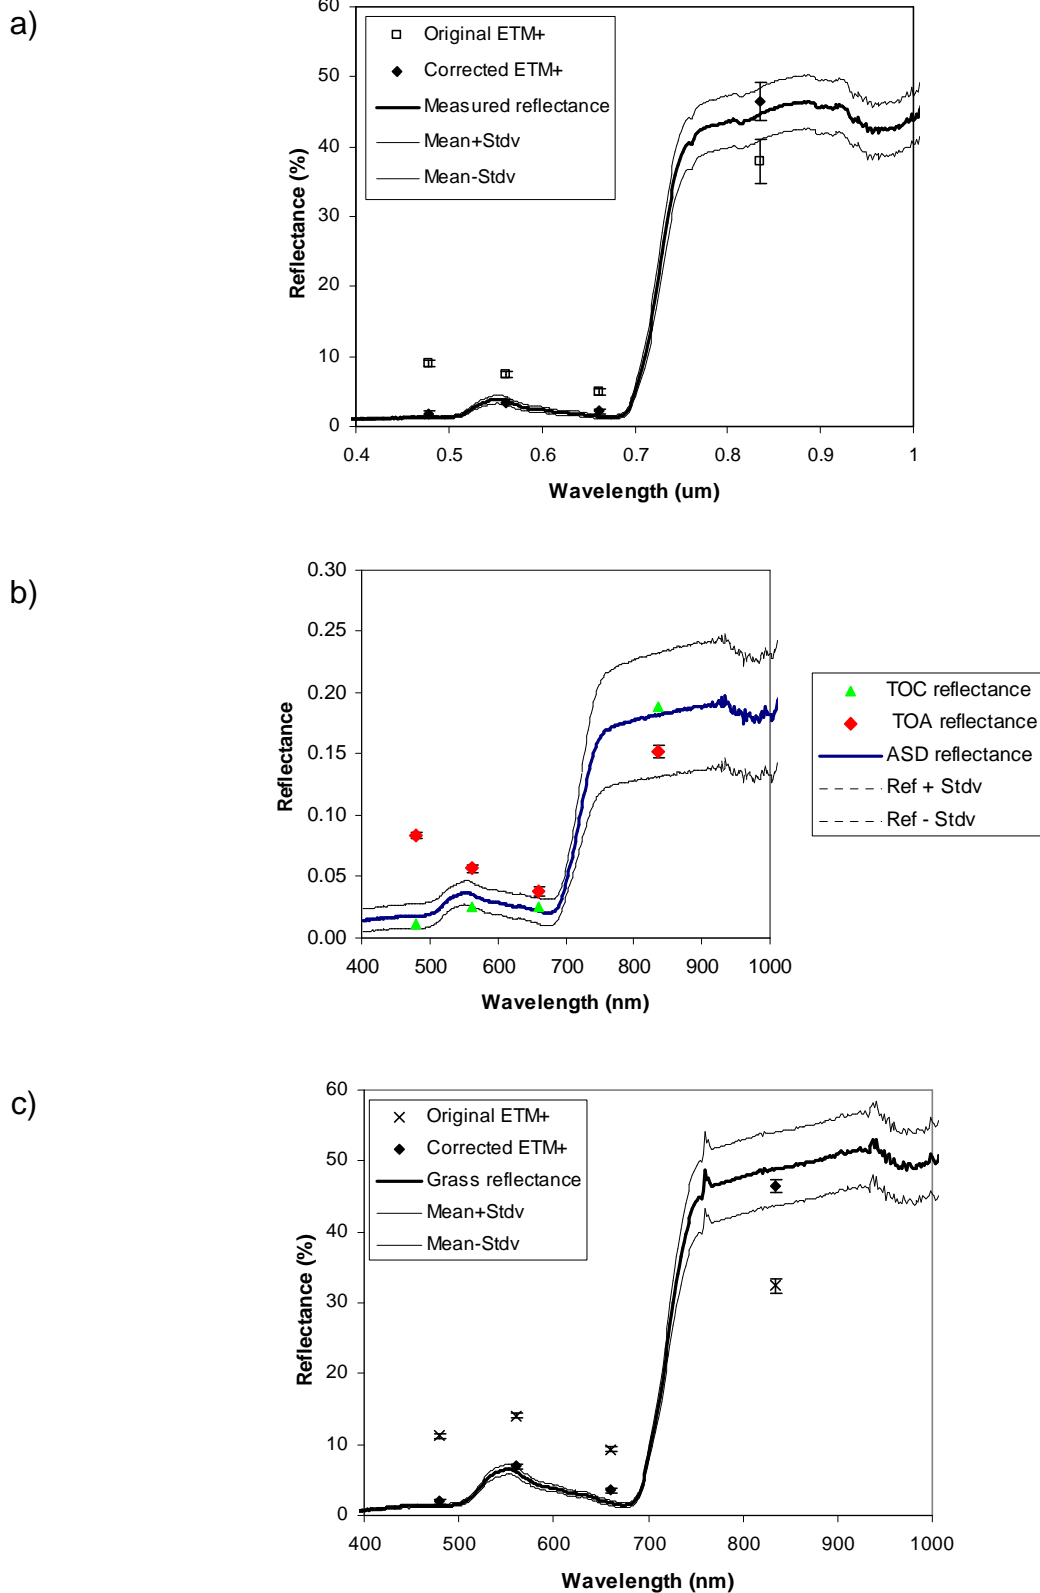 a)
60
50
40
30
20
10
0
Reflectance (%)
Original ETM+
Corrected ETM+
Measured reflectance
Mean+Stdv
Mean-Stdv
0.4 0.5 0.6 0.7 0.8 0.9 1
Wavelength (um)
b)
0.30
0.25
0.20
0.15
0.10
0.05
0.00
Reflectance
400 500 600 700 800 900 1000
Wavelength (nm)
TOC reflectance
TOA reflectance
ASD reflectance
Ref + Stdv
Ref - Stdv
c)
60
50
40
30
20
10
0
Reflectance (%)
Original ETM+
Corrected ETM+
Grass reflectance
Mean+Stdv
Mean-Stdv
400 500 600 700 800 900 1000
Wavelength (nm)